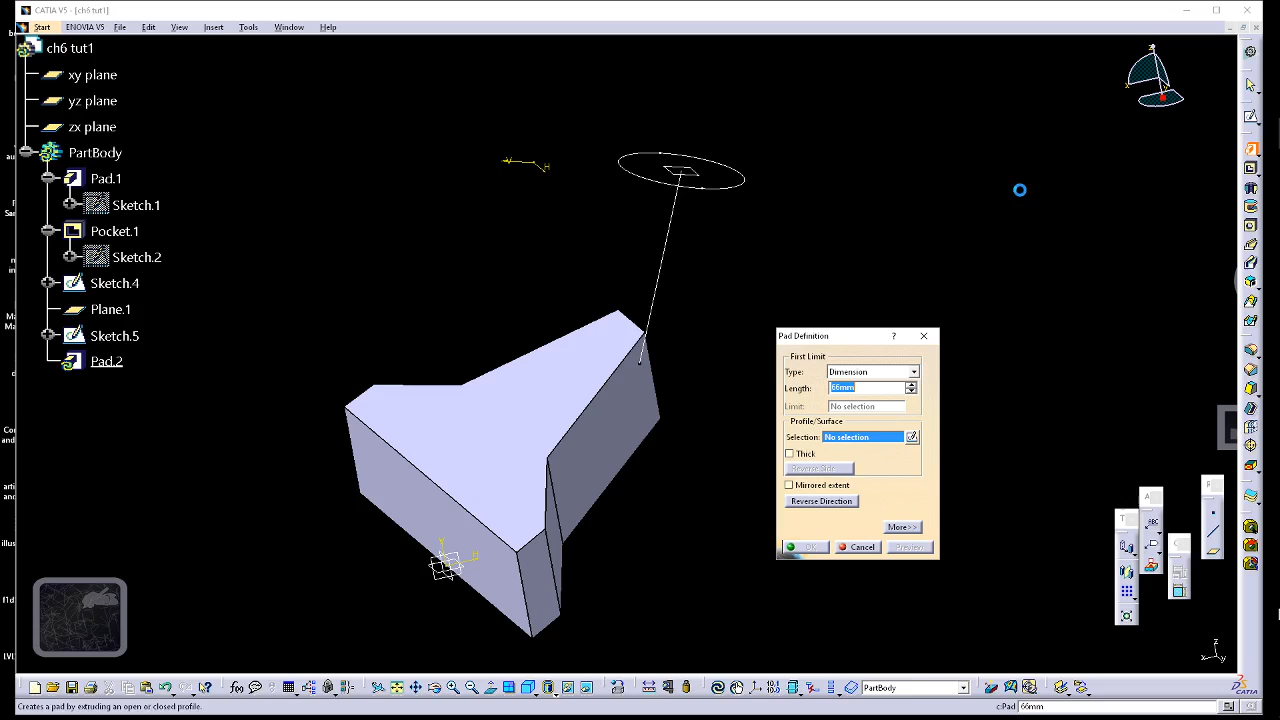 CATIA V5 - [ch6 tut1]
Start ENOVIA V5 File Edit View Insert Tools Window Help
ch6 tut1
xy plane
yz plane
zx plane
PartBody
Pad.1
Sketch.1
Pocket.1
Sketch.2
Sketch.4
Plane.1
Sketch.5
Pad.2
V
H
Y
H
Pad Definition ?
First Limit
Type: Dimension
Length: 66mm
Limit: No selection
Profile/Surface
Selection: No selection
Thick
Reverse Side
Mirrored extent
Reverse Direction
More>>
OK Cancel Preview
T
A
C
ABC
PartBody
10.0
CATIA
Creates a pad by extruding an open or closed profile.
c:Pad 66mm